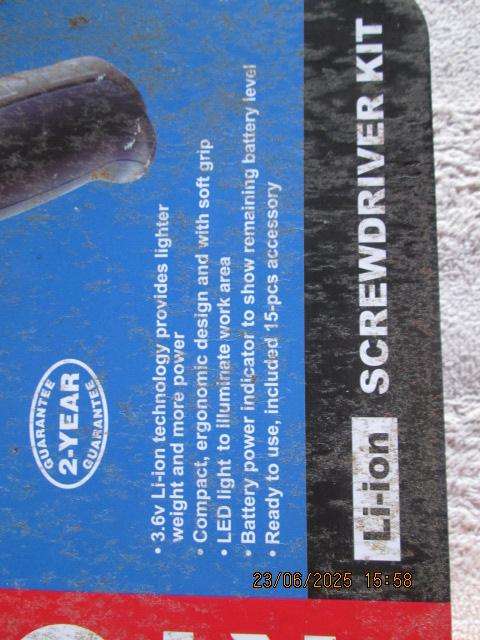 GUARANTEE
2-YEAR
GUARANTEE
• 3.6v Li-ion technology provides lighter
weight and more power
• Compact, ergonomic design and with soft grip
• LED light to illuminate work area
• Battery power indicator to show remaining battery level
• Ready to use, included 15-pcs accessory
Li-ion SCREWDRIVER KIT
23/06/2025 15:58